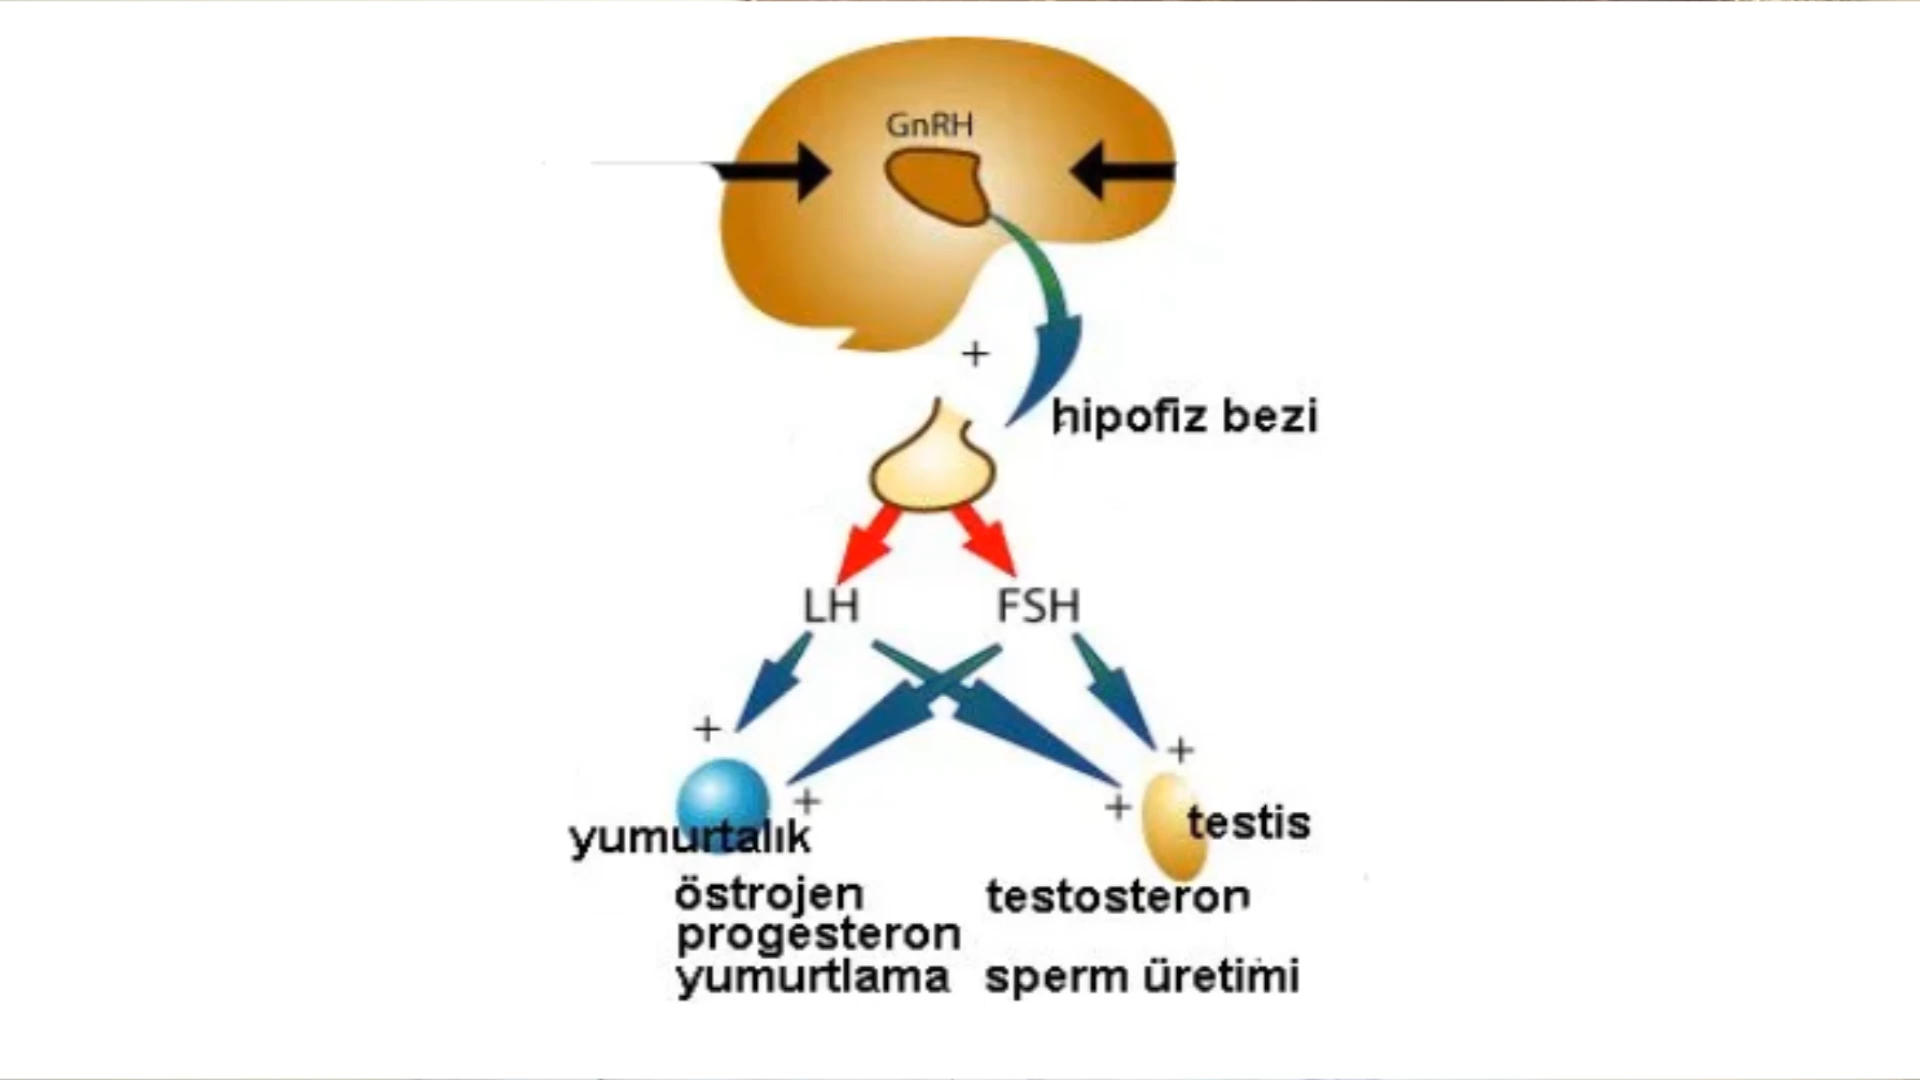 GnRH
+
hipofiz bezi
LH FSH
+ +
+ +
yumurtalık testis
östrojen testosteron
progesteron
yumurtlama sperm üretimi